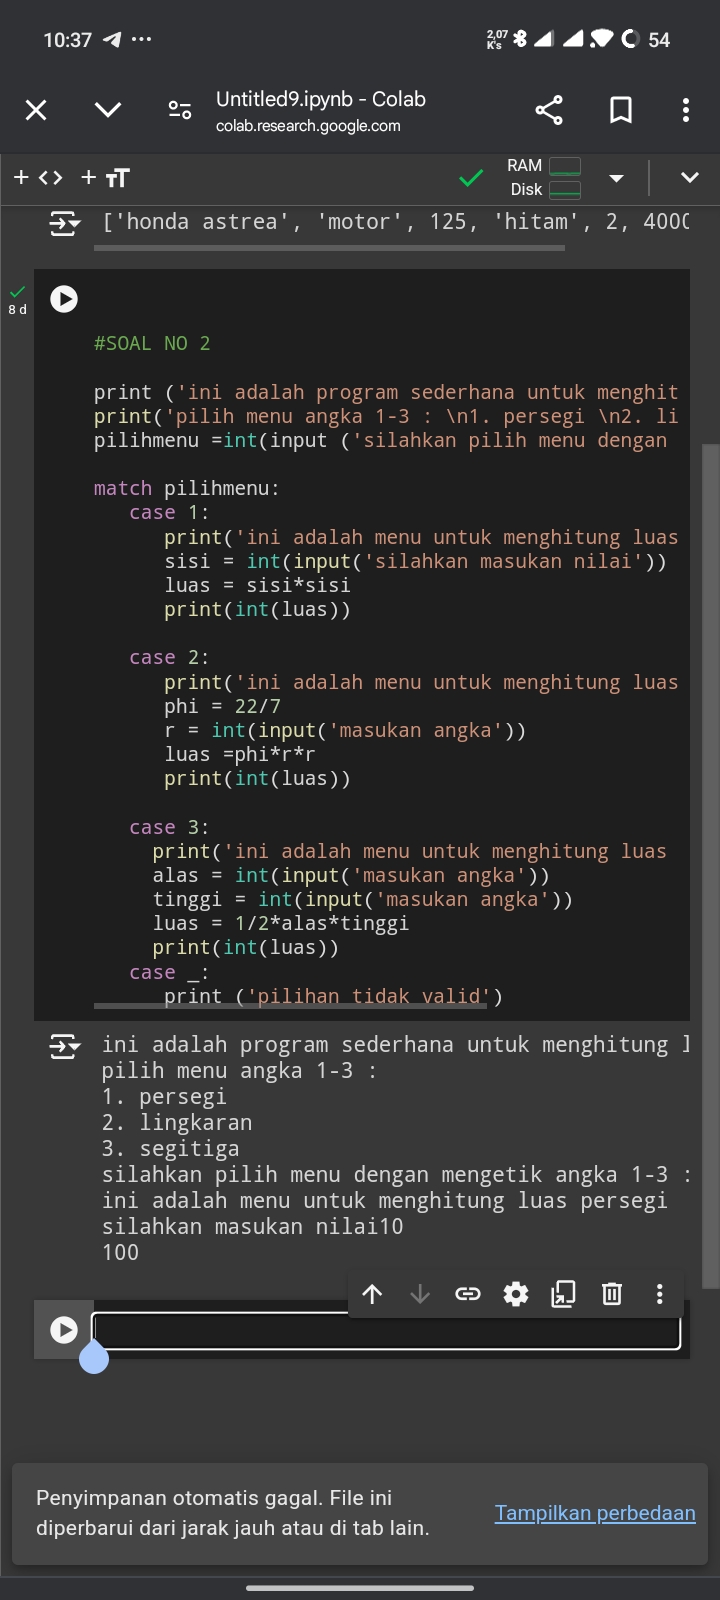 10:37 ... 2,07 K's 54
Untitled9.ipynb - Colab
colab.research.google.com
+ <> + TT RAM
Disk
['honda astrea', 'motor', 125, 'hitam', 2, 400
8 d
#SOAL NO 2
print ('ini adalah program sederhana untuk menghit
print('pilih menu angka 1-3 : \n1. persegi \n2. li
pilihmenu =int(input ('silahkan pilih menu dengan
match pilihmenu:
case 1:
print('ini adalah menu untuk menghitung luas
sisi = int(input('silahkan masukan nilai'))
luas = sisi*sisi
print(int(luas))
case 2:
print('ini adalah menu untuk menghitung luas
phi = 22/7
r = int(input('masukan angka'))
luas =phi*r*r
print(int(luas))
case 3:
print('ini adalah menu untuk menghitung luas
alas = int(input('masukan angka'))
tinggi = int(input('masukan angka'))
luas = 1/2*alas*tinggi
print(int(luas))
case _:
print ('pilihan tidak valid')
ini adalah program sederhana untuk menghitung l
pilih menu angka 1-3 :
1. persegi
2. lingkaran
3. segitiga
silahkan pilih menu dengan mengetik angka 1-3 :
ini adalah menu untuk menghitung luas persegi
silahkan masukan nilai10
100
Penyimpanan otomatis gagal. File ini
diperbarui dari jarak jauh atau di tab lain.
Tampilkan perbedaan